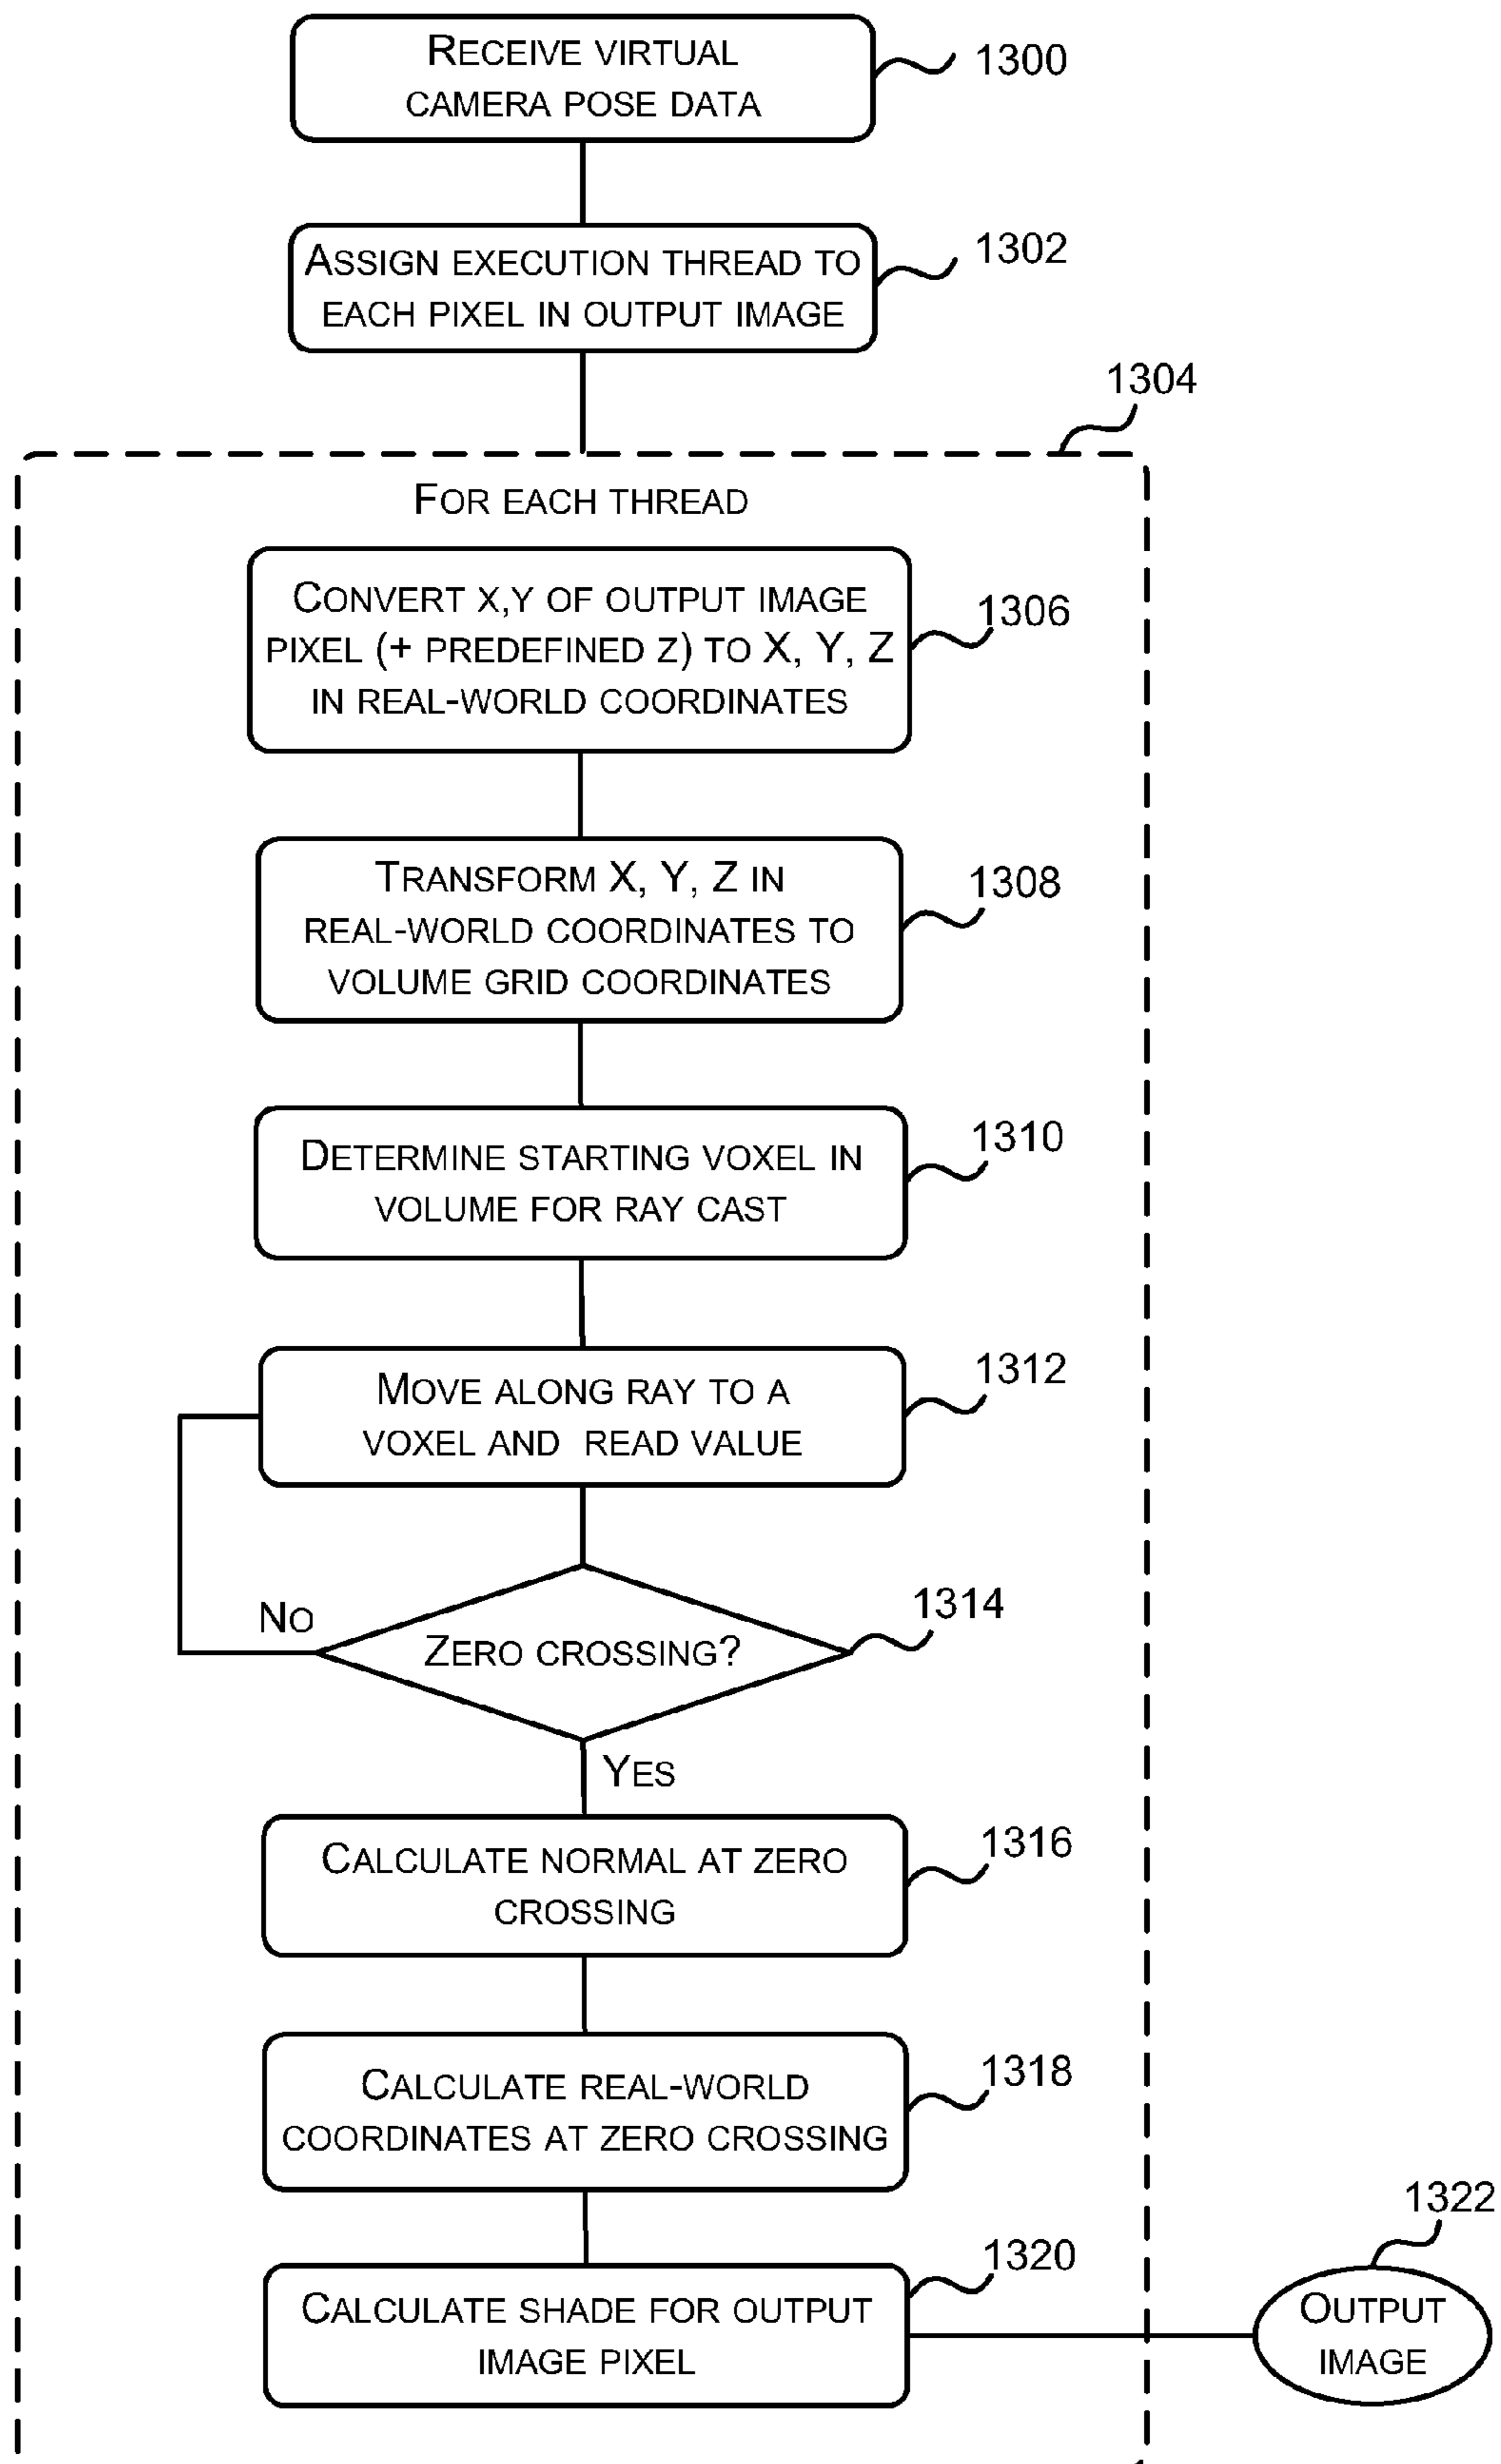 RECEIVE VIRTUAL
CAMERA POSE DATA
1300
ASSIGN EXECUTION THREAD TO
EACH PIXEL IN OUTPUT IMAGE
1302
1304
FOR EACH THREAD
CONVERT X,Y OF OUTPUT IMAGE
PIXEL (+ PREDEFINED Z) TO X, Y, Z
IN REAL-WORLD COORDINATES
1306
TRANSFORM X, Y, Z IN
REAL-WORLD COORDINATES TO
VOLUME GRID COORDINATES
1308
DETERMINE STARTING VOXEL IN
VOLUME FOR RAY CAST
1310
MOVE ALONG RAY TO A
VOXEL AND READ VALUE
1312
NO
ZERO CROSSING?
1314
YES
CALCULATE NORMAL AT ZERO
CROSSING
1316
CALCULATE REAL-WORLD
COORDINATES AT ZERO CROSSING
1318
CALCULATE SHADE FOR OUTPUT
IMAGE PIXEL
1320
1322
OUTPUT
IMAGE